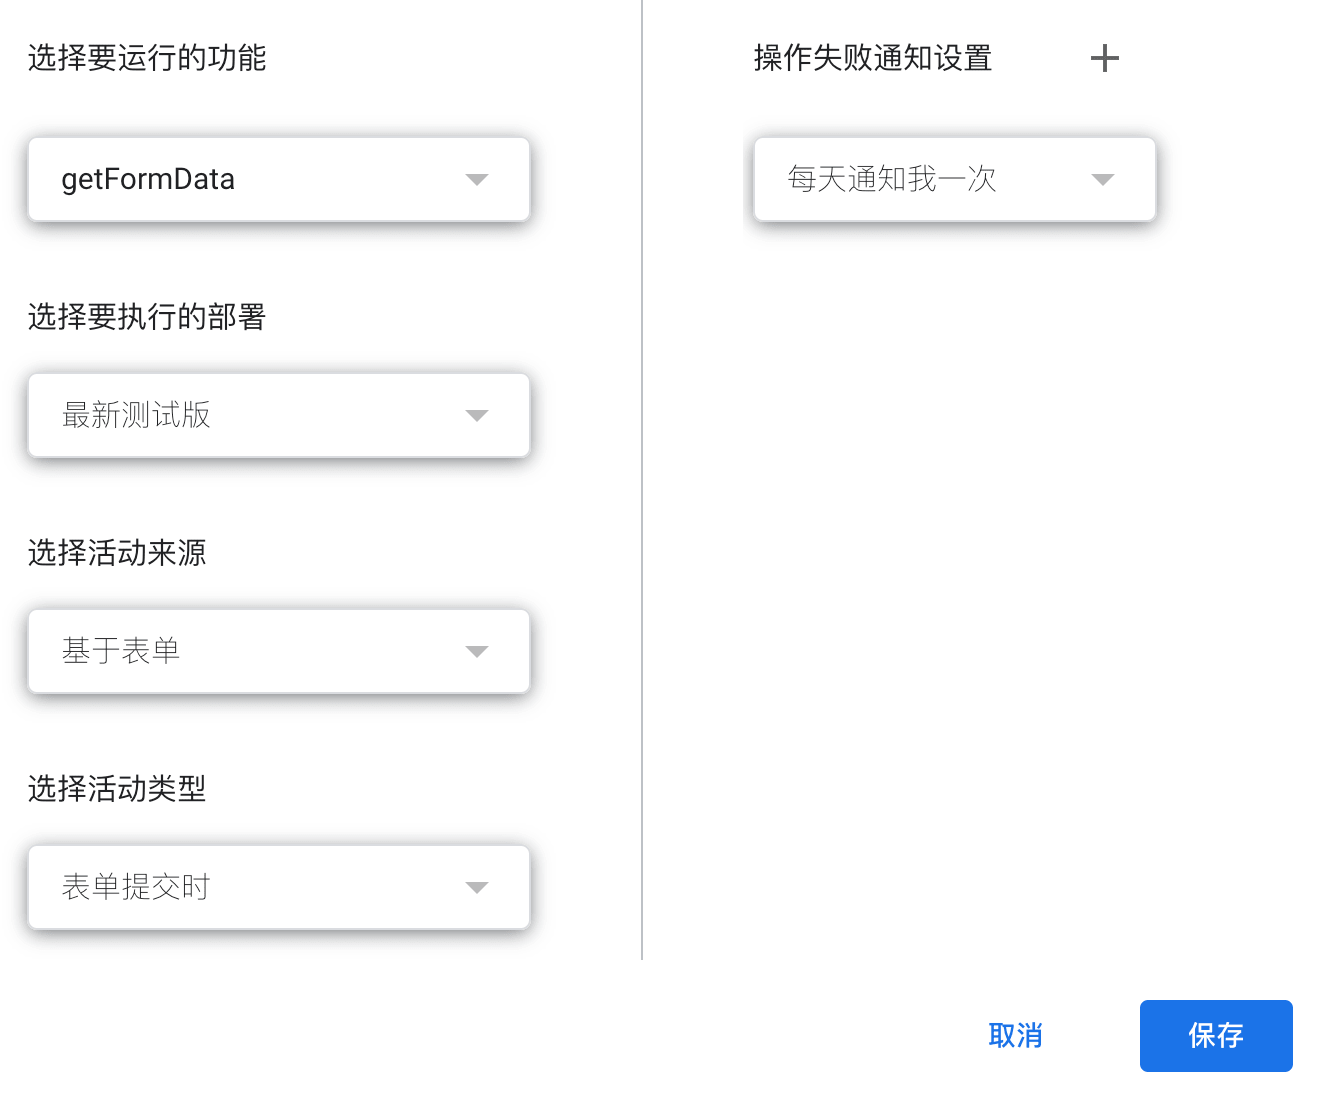 选择要运行的功能
getFormData
选择要执行的部署
最新测试版
选择活动来源
基于表单
选择活动类型
表单提交时
操作失败通知设置
每天通知我一次
取消
保存